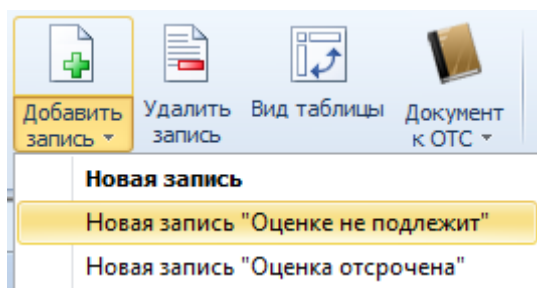 Добавить запись
Удалить запись
Вид таблицы
Документ к ОТС
Новая запись
Новая запись "Оценке не подлежит"
Новая запись "Оценка отсрочена"